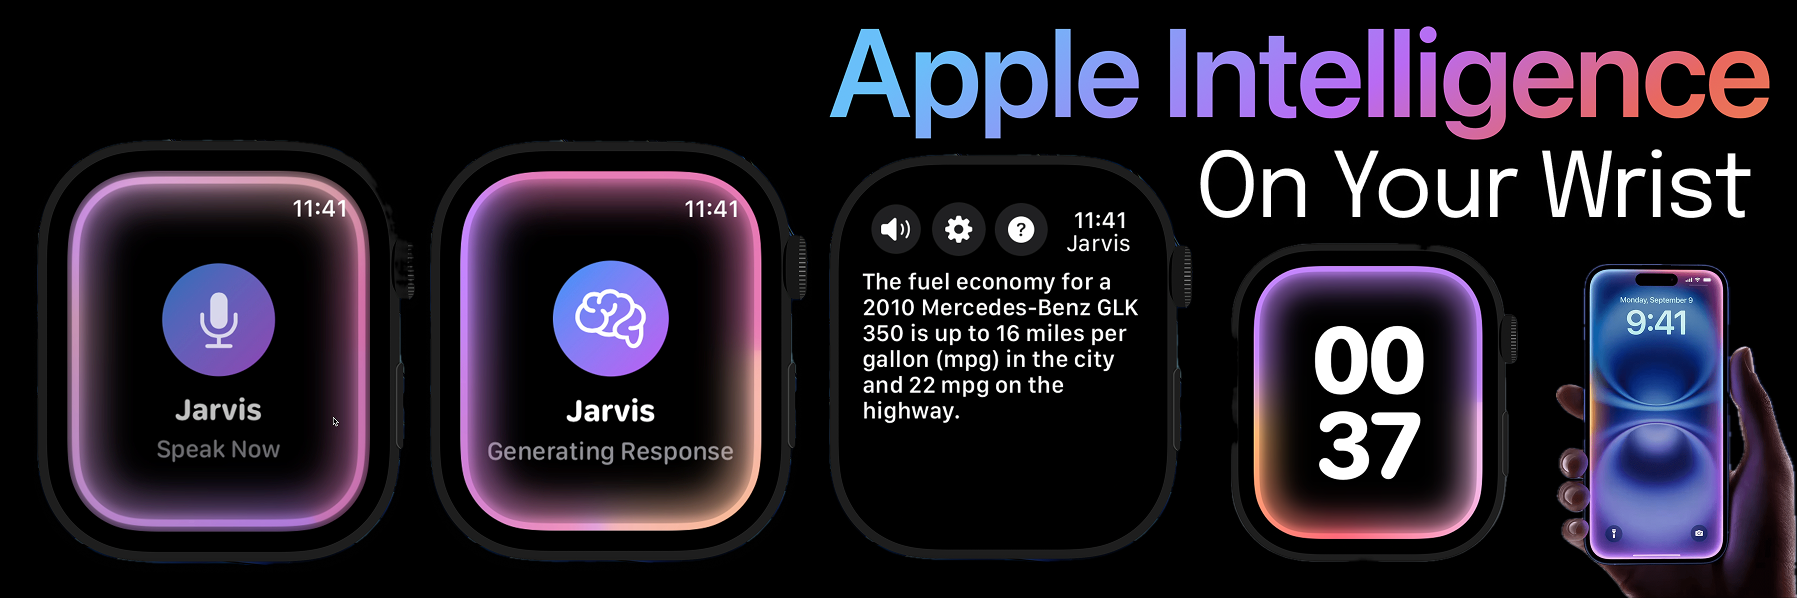 Apple Intelligence
On Your Wrist
11:41
Jarvis
Speak Now
11:41
Jarvis
Generating Response
11:41
Jarvis
The fuel economy for a
2010 Mercedes-Benz GLK
350 is up to 16 miles per
gallon (mpg) in the city
and 22 mpg on the
highway.
00
37
Monday, September 9
9:41